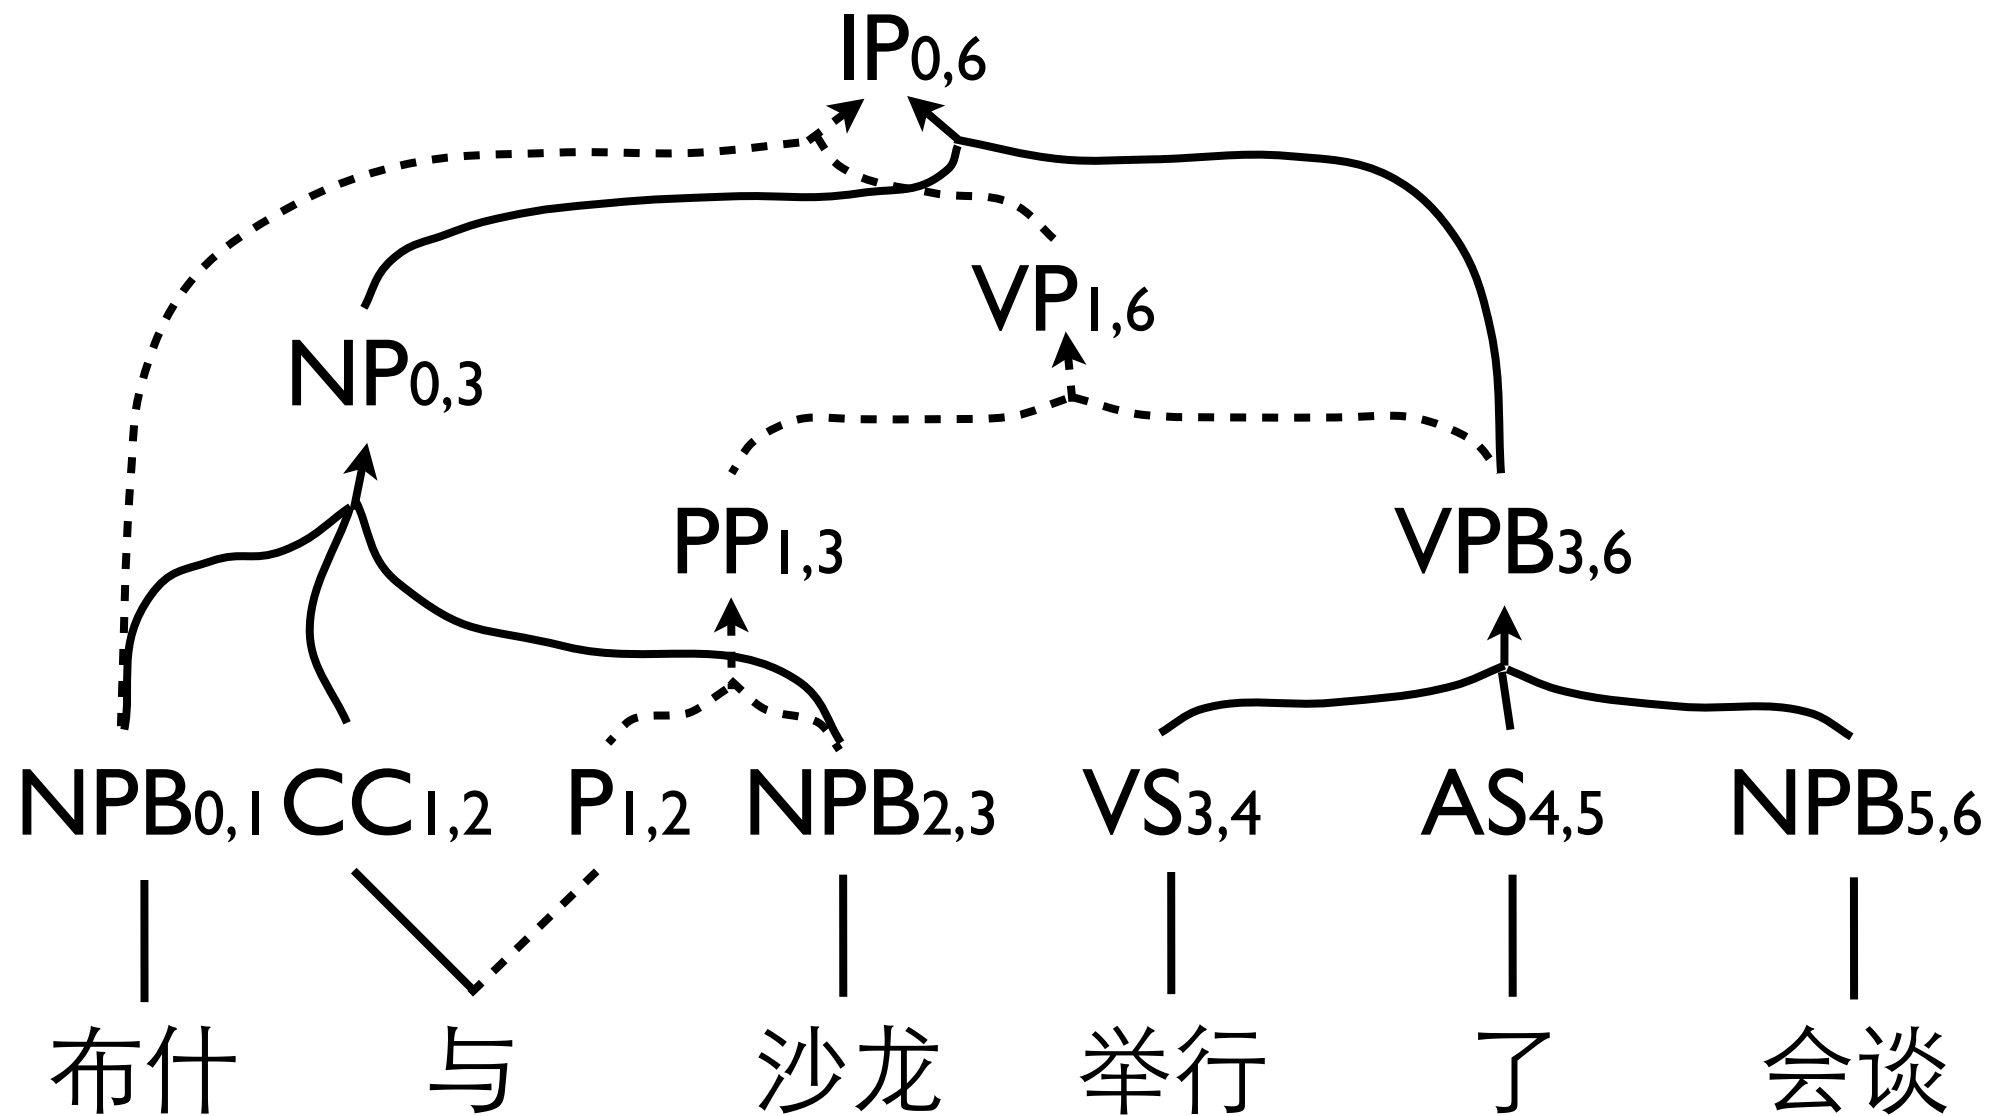 IP0,6
VP1,6
NP0,3
PP1,3 VPB3,6
NPB0,1 CC1,2 P1,2 NPB2,3 VS3,4 AS4,5 NPB5,6
布什 与 沙龙 举行 了 会谈